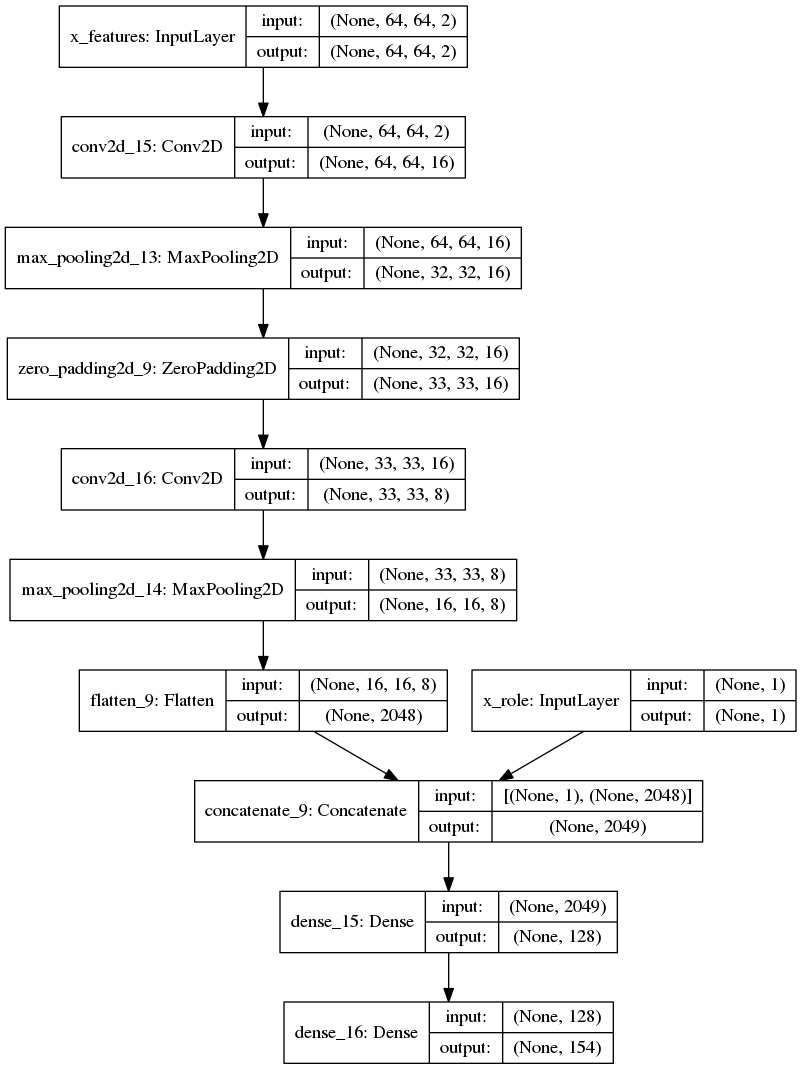 x_features: InputLayer
input:
(None, 64, 64, 2)
output:
(None, 64, 64, 2)
conv2d_15: Conv2D
input:
(None, 64, 64, 2)
output:
(None, 64, 64, 16)
max_pooling2d_13: MaxPooling2D
input:
(None, 64, 64, 16)
output:
(None, 32, 32, 16)
zero_padding2d_9: ZeroPadding2D
input:
(None, 32, 32, 16)
output:
(None, 33, 33, 16)
conv2d_16: Conv2D
input:
(None, 33, 33, 16)
output:
(None, 33, 33, 8)
max_pooling2d_14: MaxPooling2D
input:
(None, 33, 33, 8)
output:
(None, 16, 16, 8)
flatten_9: Flatten
input:
(None, 16, 16, 8)
output:
(None, 2048)
x_role: InputLayer
input:
(None, 1)
output:
(None, 1)
concatenate_9: Concatenate
input:
[(None, 1), (None, 2048)]
output:
(None, 2049)
dense_15: Dense
input:
(None, 2049)
output:
(None, 128)
dense_16: Dense
input:
(None, 128)
output:
(None, 154)